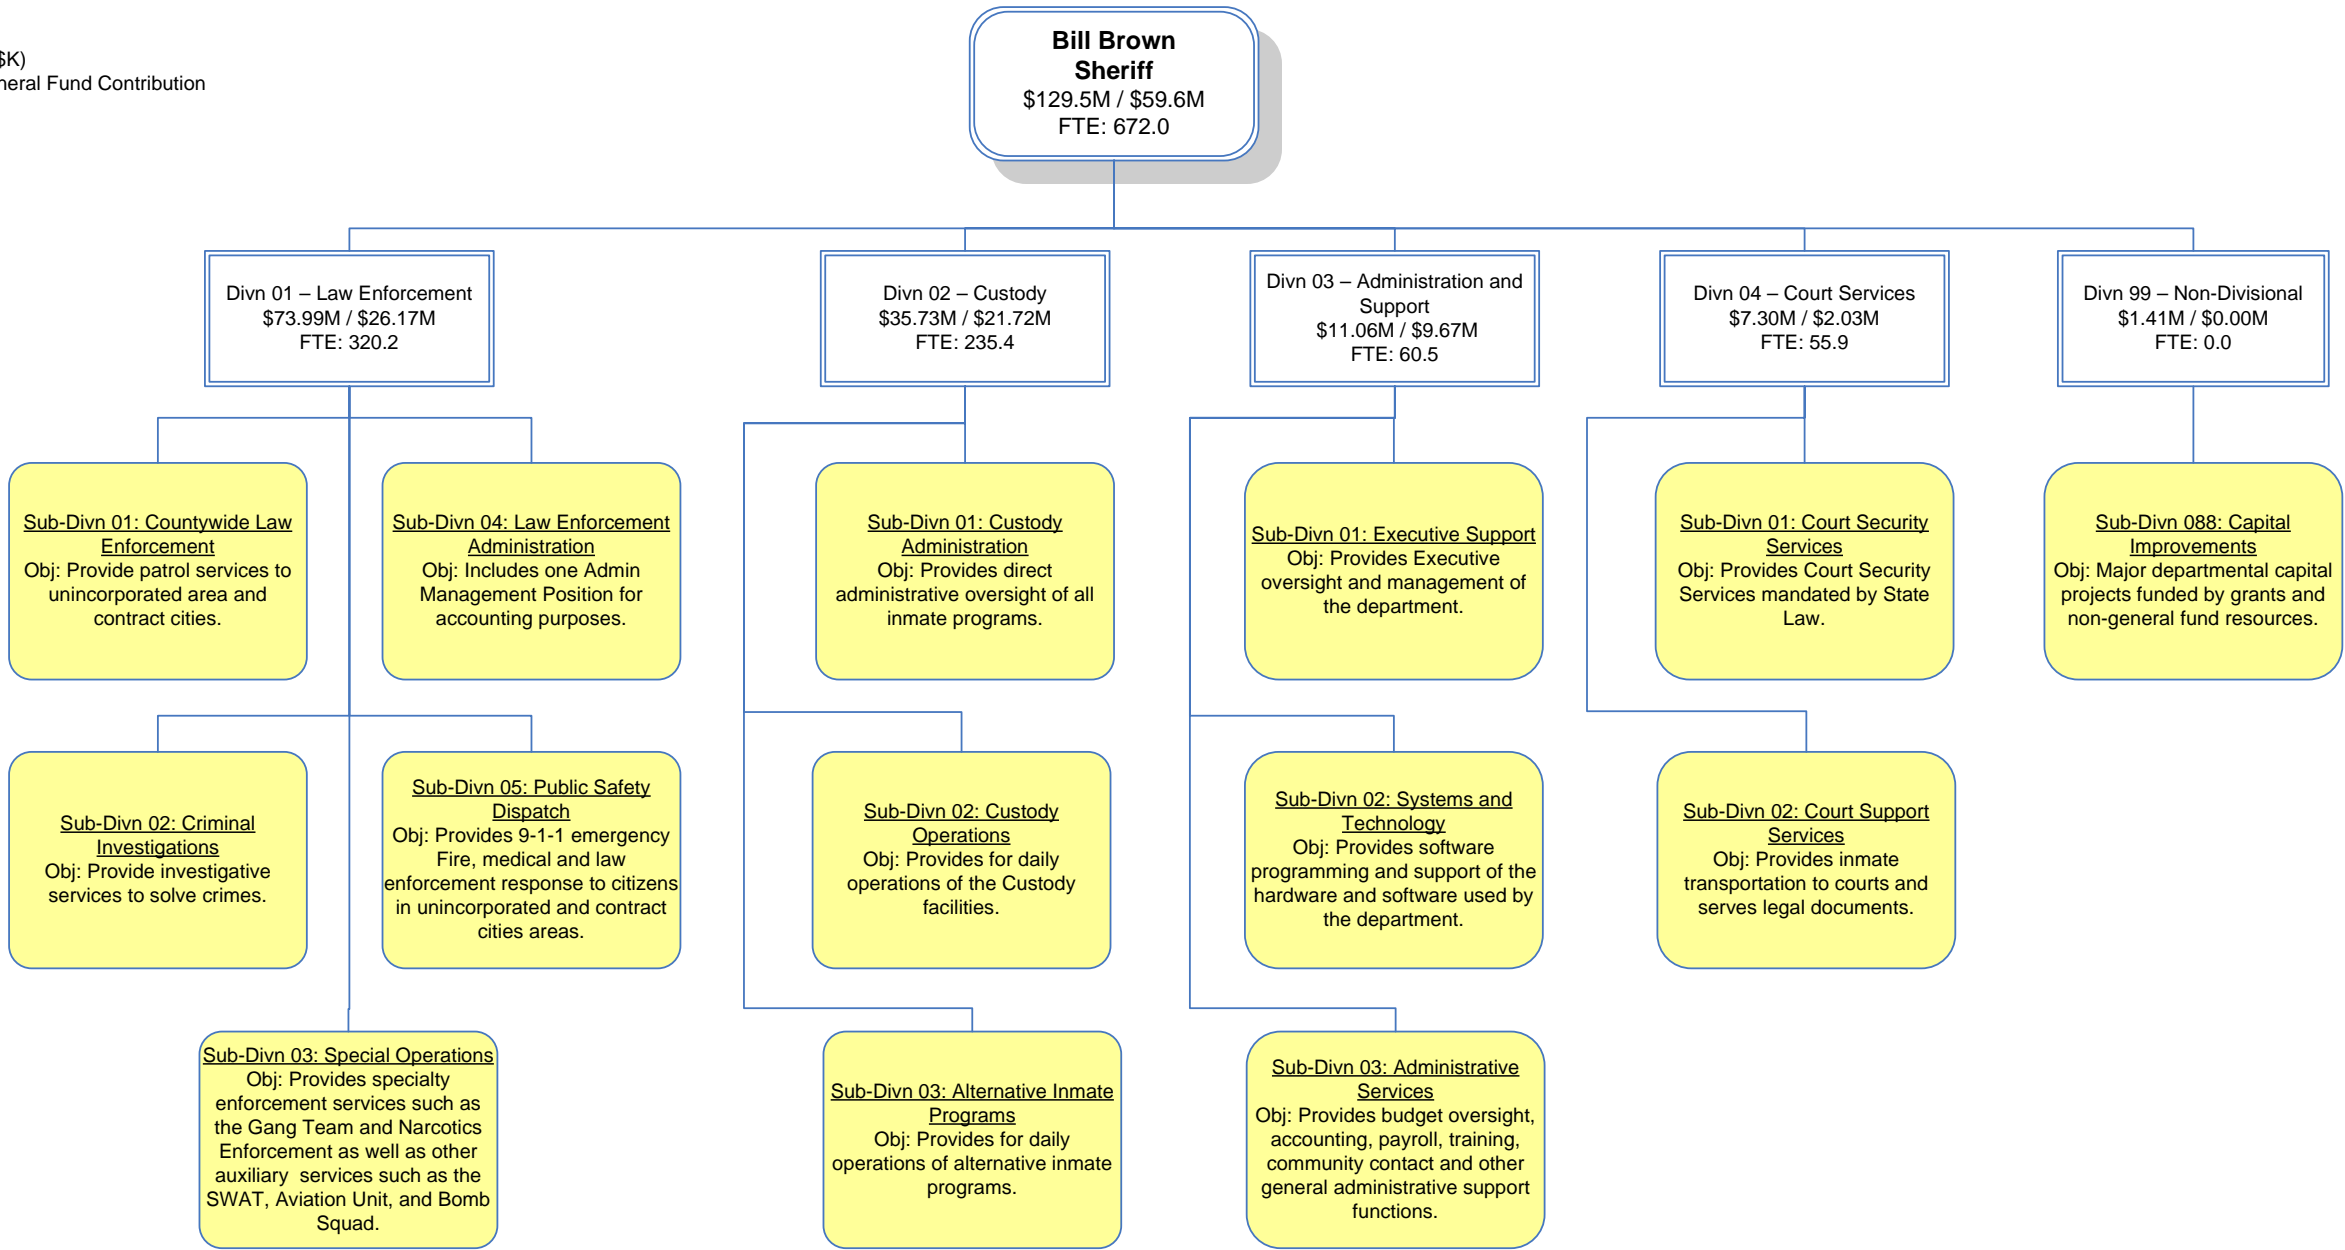 $K)
neral Fund Contribution
Bill Brown
Sheriff
$129.5M / $59.6M
FTE: 672.0
Divn 01 – Law Enforcement
$73.99M / $26.17M
FTE: 320.2
Divn 02 – Custody
$35.73M / $21.72M
FTE: 235.4
Divn 03 – Administration and
Support
$11.06M / $9.67M
FTE: 60.5
Divn 04 – Court Services
$7.30M / $2.03M
FTE: 55.9
Divn 99 – Non-Divisional
$1.41M / $0.00M
FTE: 0.0
Sub-Divn 01: Countywide Law
Enforcement
Obj: Provide patrol services to
unincorporated area and
contract cities.
Sub-Divn 04: Law Enforcement
Administration
Obj: Includes one Admin
Management Position for
accounting purposes.
Sub-Divn 01: Custody
Administration
Obj: Provides direct
administrative oversight of all
inmate programs.
Sub-Divn 01: Executive Support
Obj: Provides Executive
oversight and management of
the department.
Sub-Divn 01: Court Security
Services
Obj: Provides Court Security
Services mandated by State
Law.
Sub-Divn 088: Capital
Improvements
Obj: Major departmental capital
projects funded by grants and
non-general fund resources.
Sub-Divn 02: Criminal
Investigations
Obj: Provide investigative
services to solve crimes.
Sub-Divn 05: Public Safety
Dispatch
Obj: Provides 9-1-1 emergency
Fire, medical and law
enforcement response to citizens
in unincorporated and contract
cities areas.
Sub-Divn 02: Custody
Operations
Obj: Provides for daily
operations of the Custody
facilities.
Sub-Divn 02: Systems and
Technology
Obj: Provides software
programming and support of the
hardware and software used by
the department.
Sub-Divn 02: Court Support
Services
Obj: Provides inmate
transportation to courts and
serves legal documents.
Sub-Divn 03: Special Operations
Obj: Provides specialty
enforcement services such as
the Gang Team and Narcotics
Enforcement as well as other
auxiliary services such as the
SWAT, Aviation Unit, and Bomb
Squad.
Sub-Divn 03: Alternative Inmate
Programs
Obj: Provides for daily
operations of alternative inmate
programs.
Sub-Divn 03: Administrative
Services
Obj: Provides budget oversight,
accounting, payroll, training,
community contact and other
general administrative support
functions.